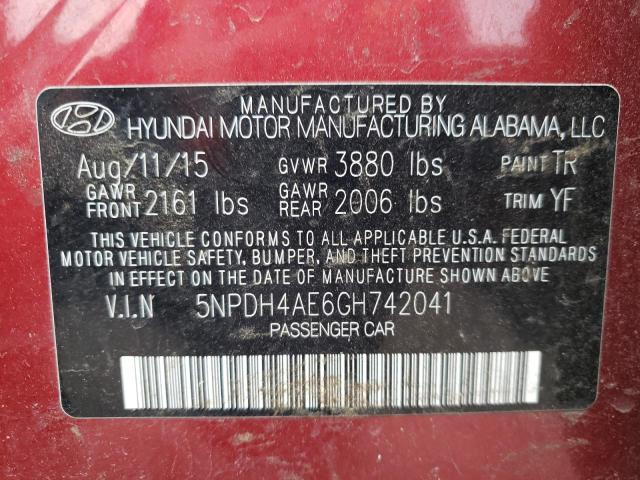 MANUFACTURED BY
HYUNDAI MOTOR MANUFACTURING ALABAMA, LLC
Aug/11/15 GVWR 3880 lbs PAINT TR
GAWR FRONT 2161 lbs GAWR REAR 2006 lbs TRIM YF
THIS VEHICLE CONFORMS TO ALL APPLICABLE U.S.A. FEDERAL
MOTOR VEHICLE SAFETY, BUMPER, AND THEFT PREVENTION STANDARDS
IN EFFECT ON THE DATE OF MANUFACTURE SHOWN ABOVE
V.I.N 5NPDH4AE6GH742041
PASSENGER CAR